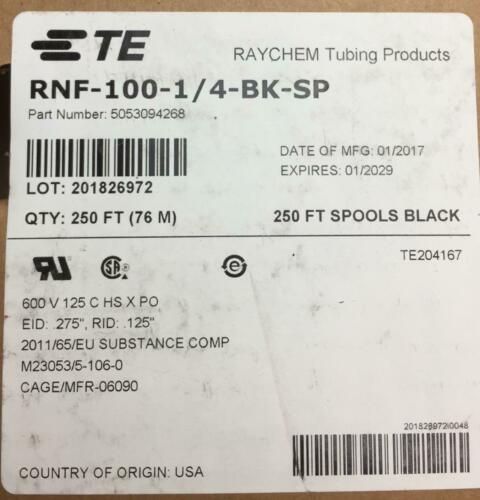 TE
RAYCHEM Tubing Products
RNF-100-1/4-BK-SP
Part Number: 5053094268
DATE OF MFG: 01/2017
EXPIRES: 01/2029
LOT: 201826972
QTY: 250 FT (76 M)
250 FT SPOOLS BLACK
TE204167
600 V 125 C HS X PO
EID: .275", RID: .125"
2011/65/EU SUBSTANCE COMP
M23053/5-106-0
CAGE/MFR-06090
201826972I0048
COUNTRY OF ORIGIN: USA